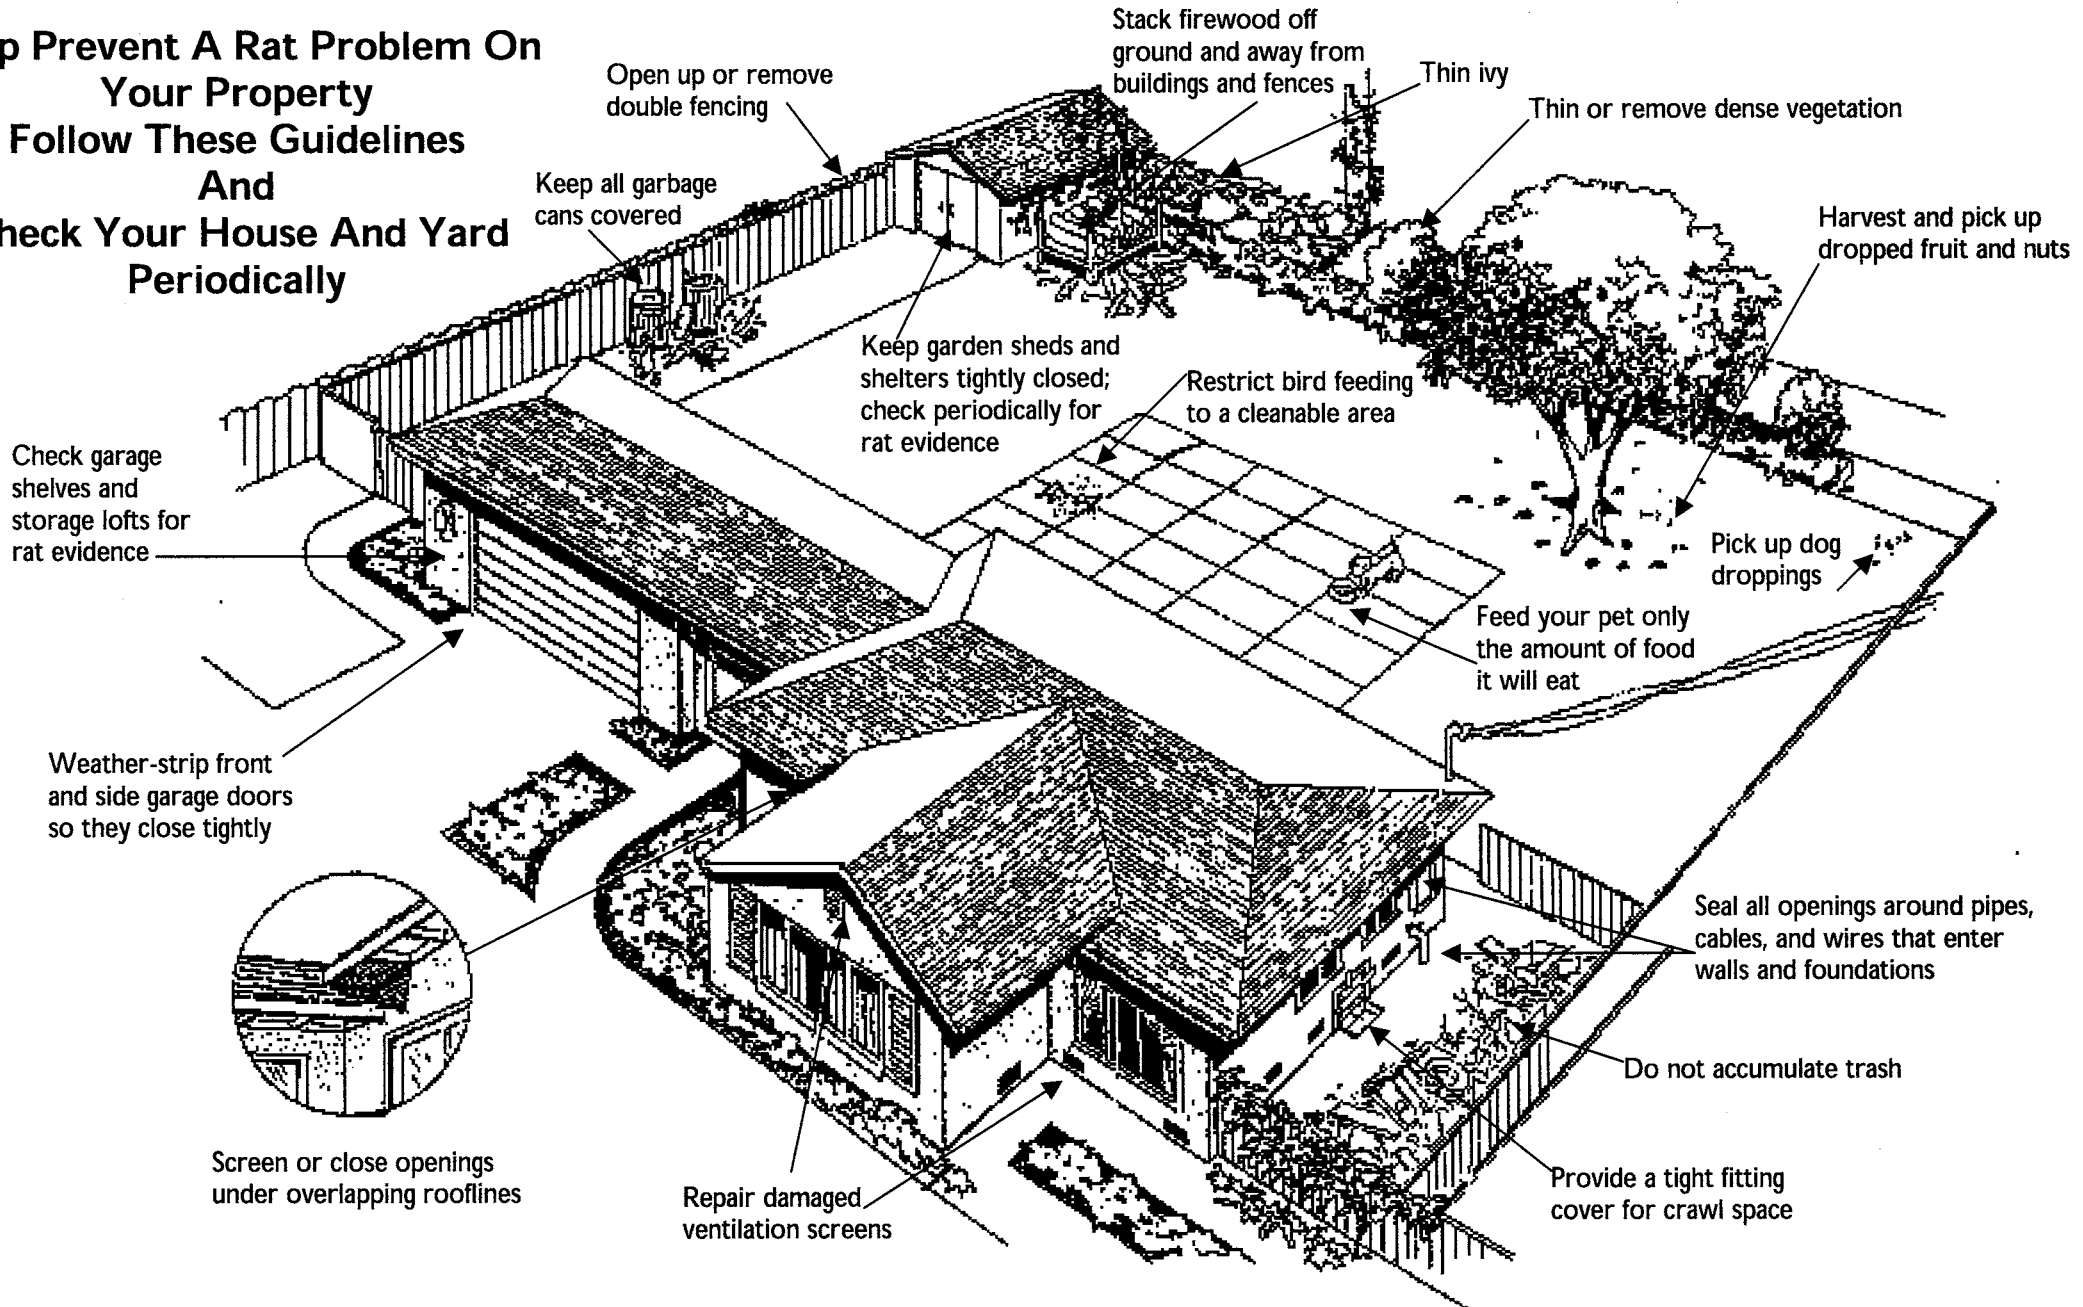 p Prevent A Rat Problem On
Your Property
Follow These Guidelines
And
heck Your House And Yard
Periodically
Open up or remove
double fencing
Stack firewood off
ground and away from
buildings and fences
Thin ivy
Thin or remove dense vegetation
Keep all garbage
cans covered
Harvest and pick up
dropped fruit and nuts
Keep garden sheds and
shelters tightly closed;
check periodically for
rat evidence
Restrict bird feeding
to a cleanable area
Check garage
shelves and
storage lofts for
rat evidence
Pick up dog
droppings
Feed your pet only
the amount of food
it will eat
Weather-strip front
and side garage doors
so they close tightly
Seal all openings around pipes,
cables, and wires that enter
walls and foundations
Do not accumulate trash
Screen or close openings
under overlapping rooflines
Repair damaged
ventilation screens
Provide a tight fitting
cover for crawl space